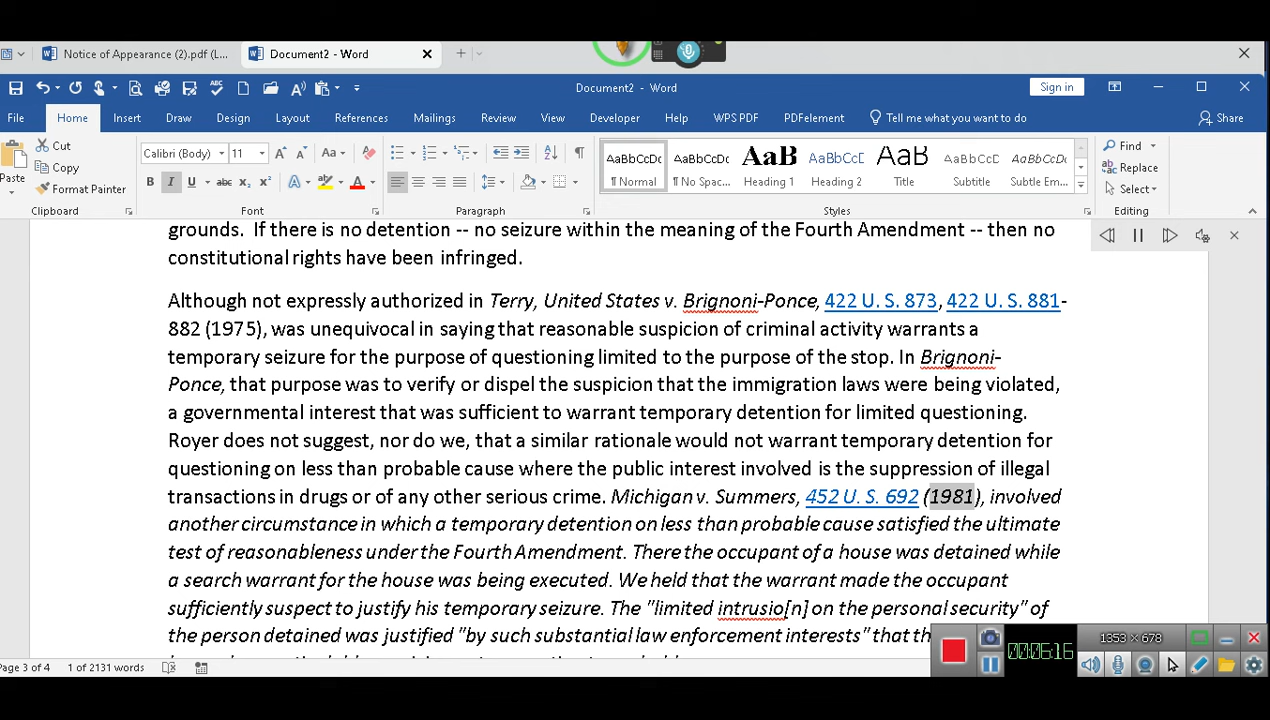 Notice of Appearance (2).pdf (L...
Document2 - Word
Document2 - Word
Sign in
File Home Insert Draw Design Layout References Mailings Review View Developer Help WPS PDF PDFelement Tell me what you want to do Share
Paste
Cut
Copy
Format Painter
Calibri (Body) 11
AaBbCcDc AaBbCcDc AaB AaBbCcD AaB AaBbCcD AaBbCcDc
¶ Normal ¶ No Spac... Heading 1 Heading 2 Title Subtitle Subtle Em...
Find
Replace
Select
Clipboard Font Paragraph Styles Editing
grounds. If there is no detention -- no seizure within the meaning of the Fourth Amendment -- then no
constitutional rights have been infringed.
Although not expressly authorized in Terry, United States v. Brignoni-Ponce, 422 U. S. 873, 422 U. S. 881-
882 (1975), was unequivocal in saying that reasonable suspicion of criminal activity warrants a
temporary seizure for the purpose of questioning limited to the purpose of the stop. In Brignoni-
Ponce, that purpose was to verify or dispel the suspicion that the immigration laws were being violated,
a governmental interest that was sufficient to warrant temporary detention for limited questioning.
Royer does not suggest, nor do we, that a similar rationale would not warrant temporary detention for
questioning on less than probable cause where the public interest involved is the suppression of illegal
transactions in drugs or of any other serious crime. Michigan v. Summers, 452 U. S. 692 (1981), involved
another circumstance in which a temporary detention on less than probable cause satisfied the ultimate
test of reasonableness under the Fourth Amendment. There the occupant of a house was detained while
a search warrant for the house was being executed. We held that the warrant made the occupant
sufficiently suspect to justify his temporary seizure. The "limited intrusio[n] on the personal security" of
the person detained was justified "by such substantial law enforcement interests" that th
1353 × 678
000:6:16
Page 3 of 4 1 of 2131 words